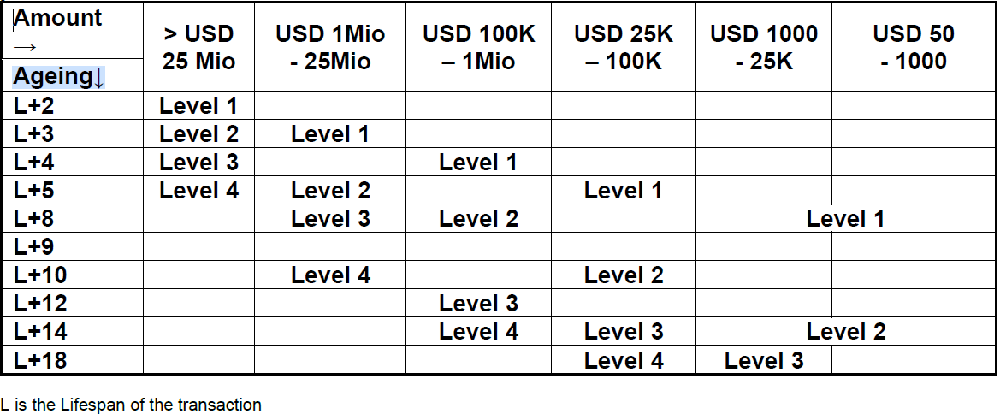 Amount
→
Ageing↓
> USD
25 Mio
USD 1Mio
- 25Mio
USD 100K
– 1Mio
USD 25K
– 100K
USD 1000
- 25K
USD 50
- 1000
L+2 Level 1
L+3 Level 2 Level 1
L+4 Level 3 Level 1
L+5 Level 4 Level 2 Level 1
L+8 Level 3 Level 2 Level 1
L+9
L+10 Level 4 Level 2
L+12 Level 3
L+14 Level 4 Level 3 Level 2
L+18 Level 4 Level 3
L is the Lifespan of the transaction